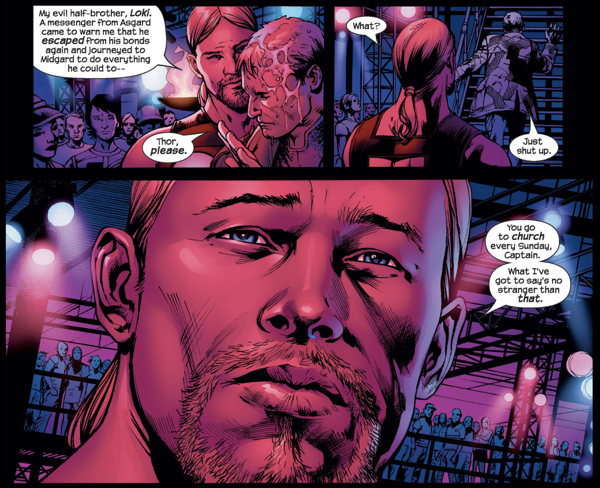 My evil half-brother, Loki.
A messenger from Asgard
came to warn me that he
escaped from his bonds
again and journeyed to
Midgard to do everything
he could to--
Thor,
please.
What?
Just
shut up.
You go
to church
every Sunday,
Captain.
What I've
got to say's no
stranger than
that.